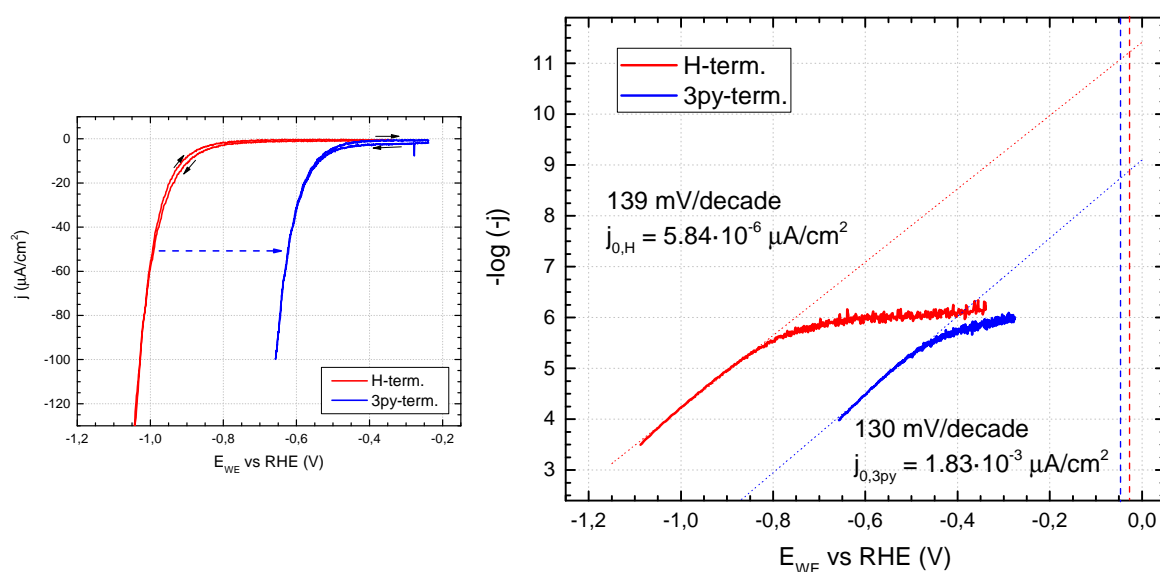 0
-20
-40
-60
-80
-100
-120
j (µA/cm²)
-1,2
-1,0
-0,8
-0,6
-0,4
-0,2
E_WE vs RHE (V)
H-term.
3py-term.
11
10
9
8
7
6
5
4
3
-log (-j)
H-term.
3py-term.
139 mV/decade
j_0,H = 5.84·10⁻⁶ µA/cm²
130 mV/decade
j_0,3py = 1.83·10⁻³ µA/cm²
-1,2
-1,0
-0,8
-0,6
-0,4
-0,2
0,0
E_WE vs RHE (V)